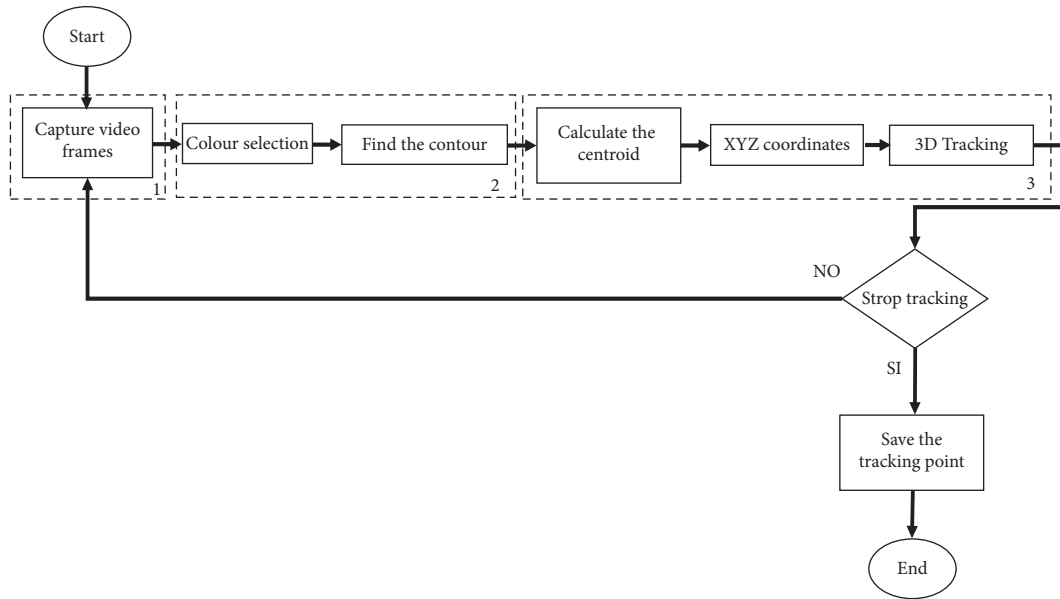 Start
Capture video
frames
1
Colour selection
Find the contour
2
Calculate the
centroid
XYZ coordinates
3D Tracking
3
NO
Strop tracking
SI
Save the
tracking point
End